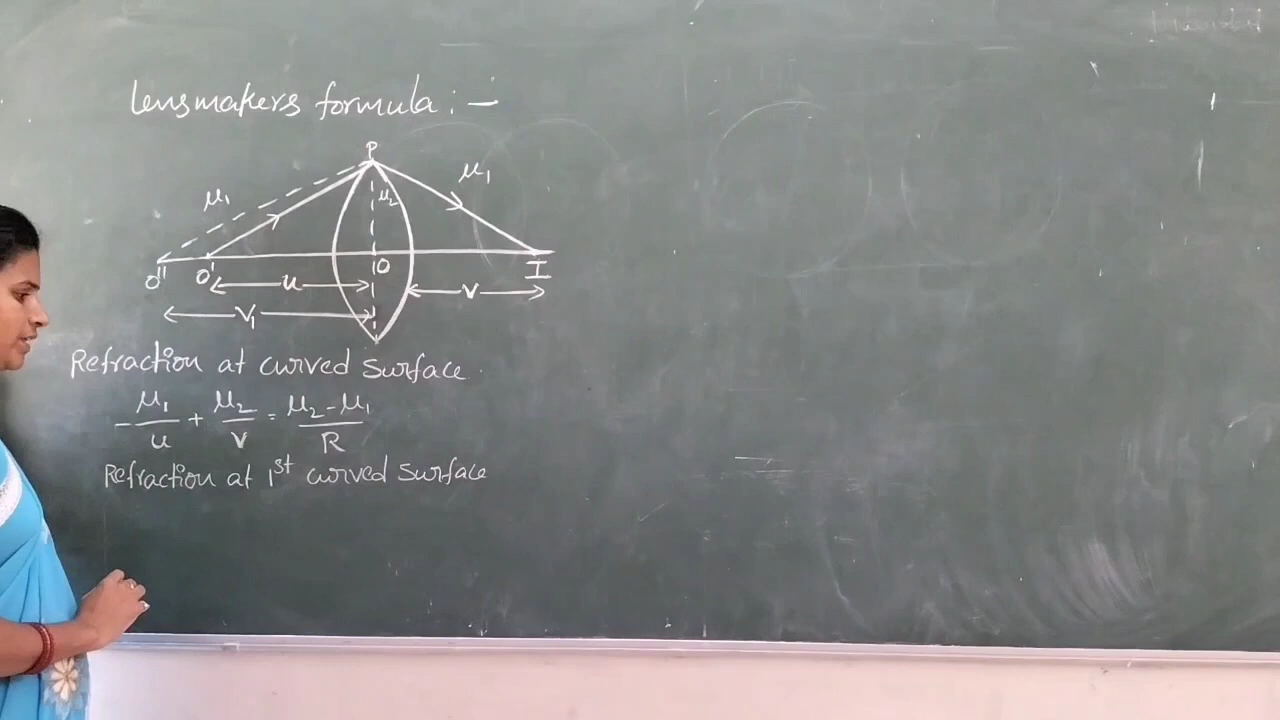 Lensmakers formula : -
P
μ₁
μ₁
μ₂
O'' O' O I
u
v
V₁
Refraction at curved surface.
-μ₁/u + μ₂/v = μ₂-μ₁/R
Refraction at 1st curved surface